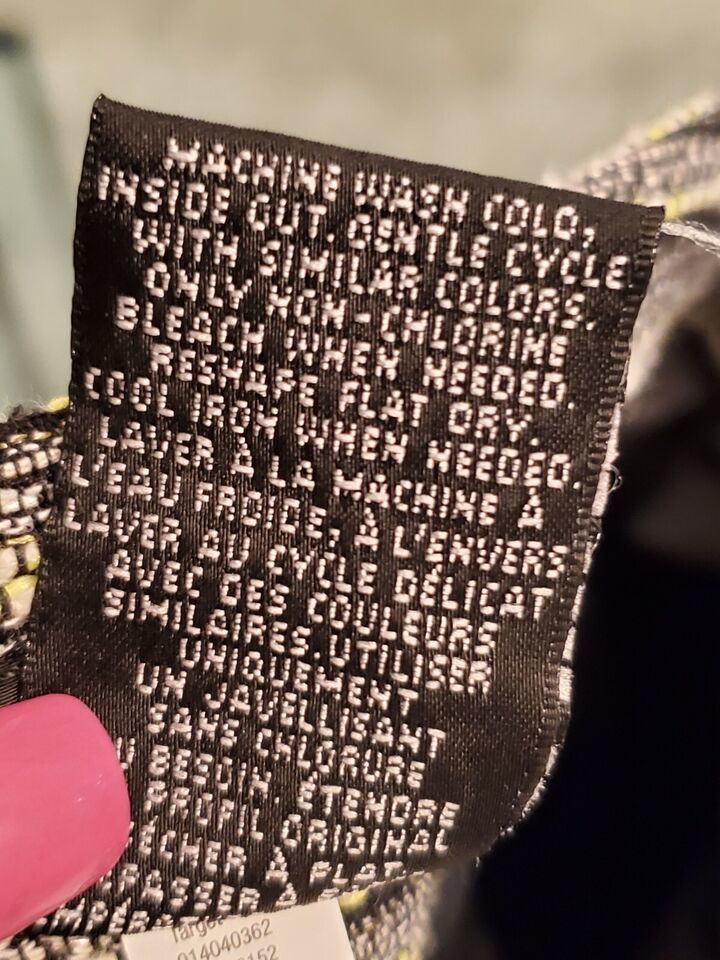 MACHINE WASH COLD,
INSIDE OUT, GENTLE CYCLE
WITH SIMILAR COLORS.
ONLY NON-CHLORINE
BLEACH WHEN NEEDED.
RESHAPE FLAT DRY.
COOL IRON WHEN NEEDED.
LAVER À LA MACHINE À
L'EAU FROIDE, À L'ENVERS
LAVER AU CYCLE DÉLICAT
AVEC DES COULEURS
SIMILAIRES. UTILISER
UNIQUEMENT
UN JAVELLISANT
SANS CHLORURE
BESOIN. ÉTENDRE
PROFIL ORIGINAL
À PLAT
Target
014040362
0152